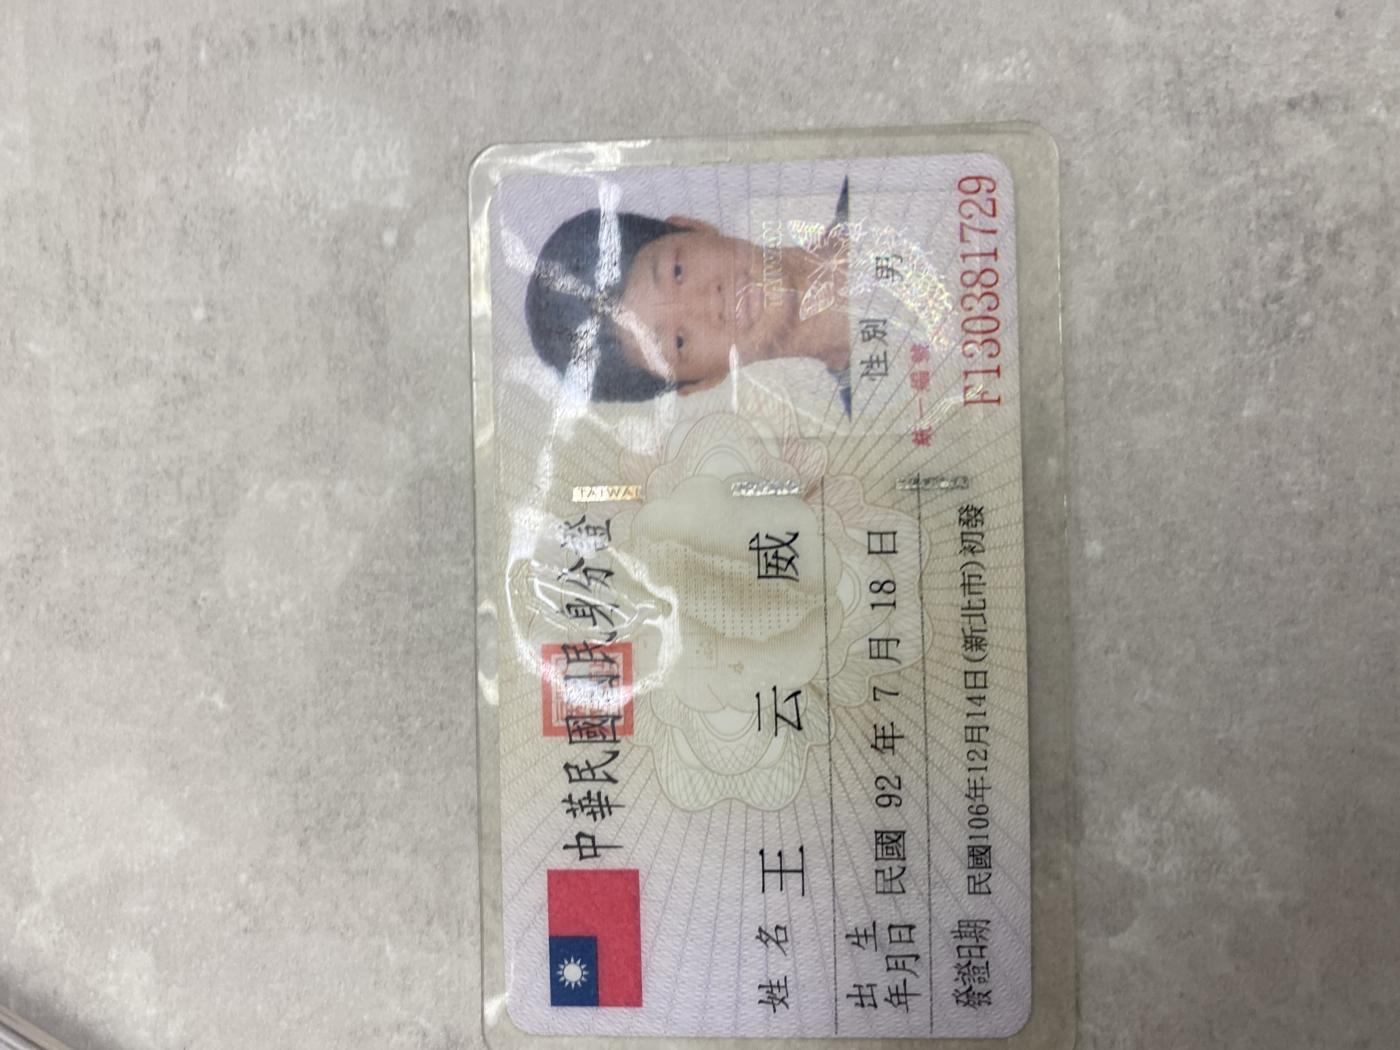 中華民國國民身分證
TAIWAN
TAIWAN
姓名 王云威
出生年月日 民國 92 年 7 月 18 日
性別 男
發證日期 民國106年12月14日(新北市)初發
統一編號
F130381729